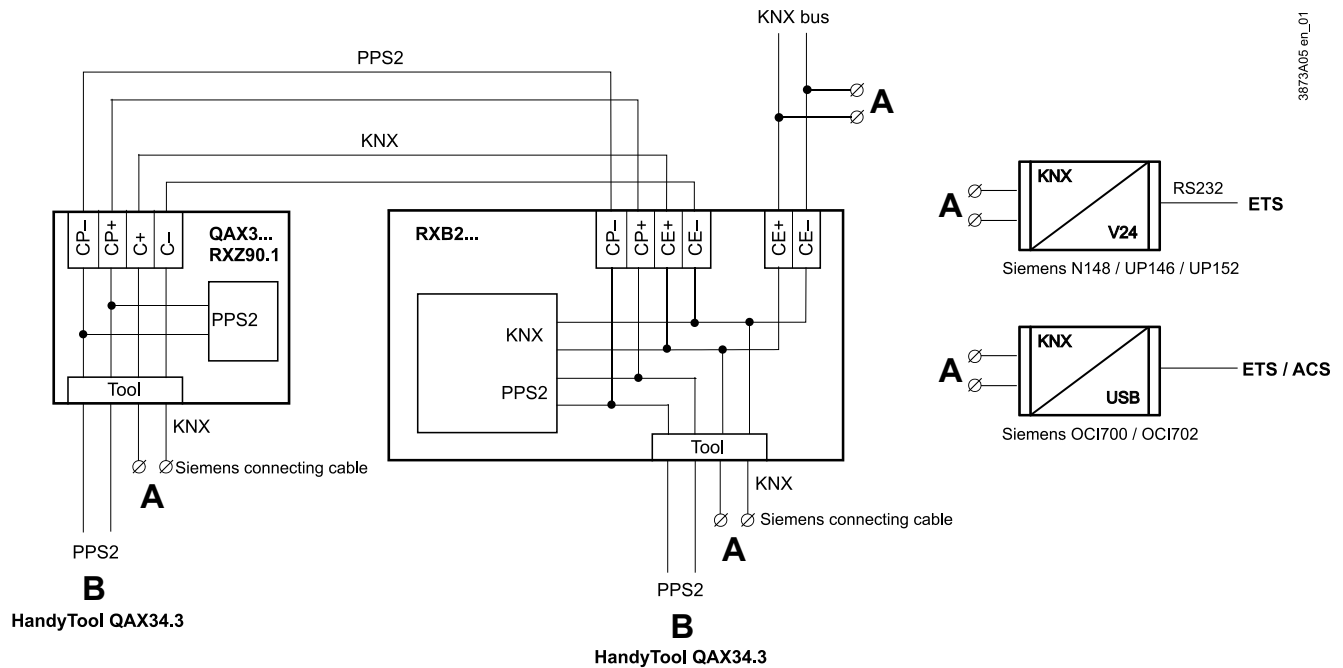 KNX bus
3873A05 en_01
PPS2
A
KNX
CP–
CP+
C+
C–
QAX3...
RXZ90.1
PPS2
Tool
KNX
Siemens connecting cable
A
PPS2
B
HandyTool QAX34.3
RXB2...
CP–
CP+
CE+
CE–
CE+
CE–
KNX
PPS2
Tool
KNX
Siemens connecting cable
A
PPS2
B
HandyTool QAX34.3
A
KNX
V24
RS232
ETS
Siemens N148 / UP146 / UP152
A
KNX
USB
ETS / ACS
Siemens OCI700 / OCI702